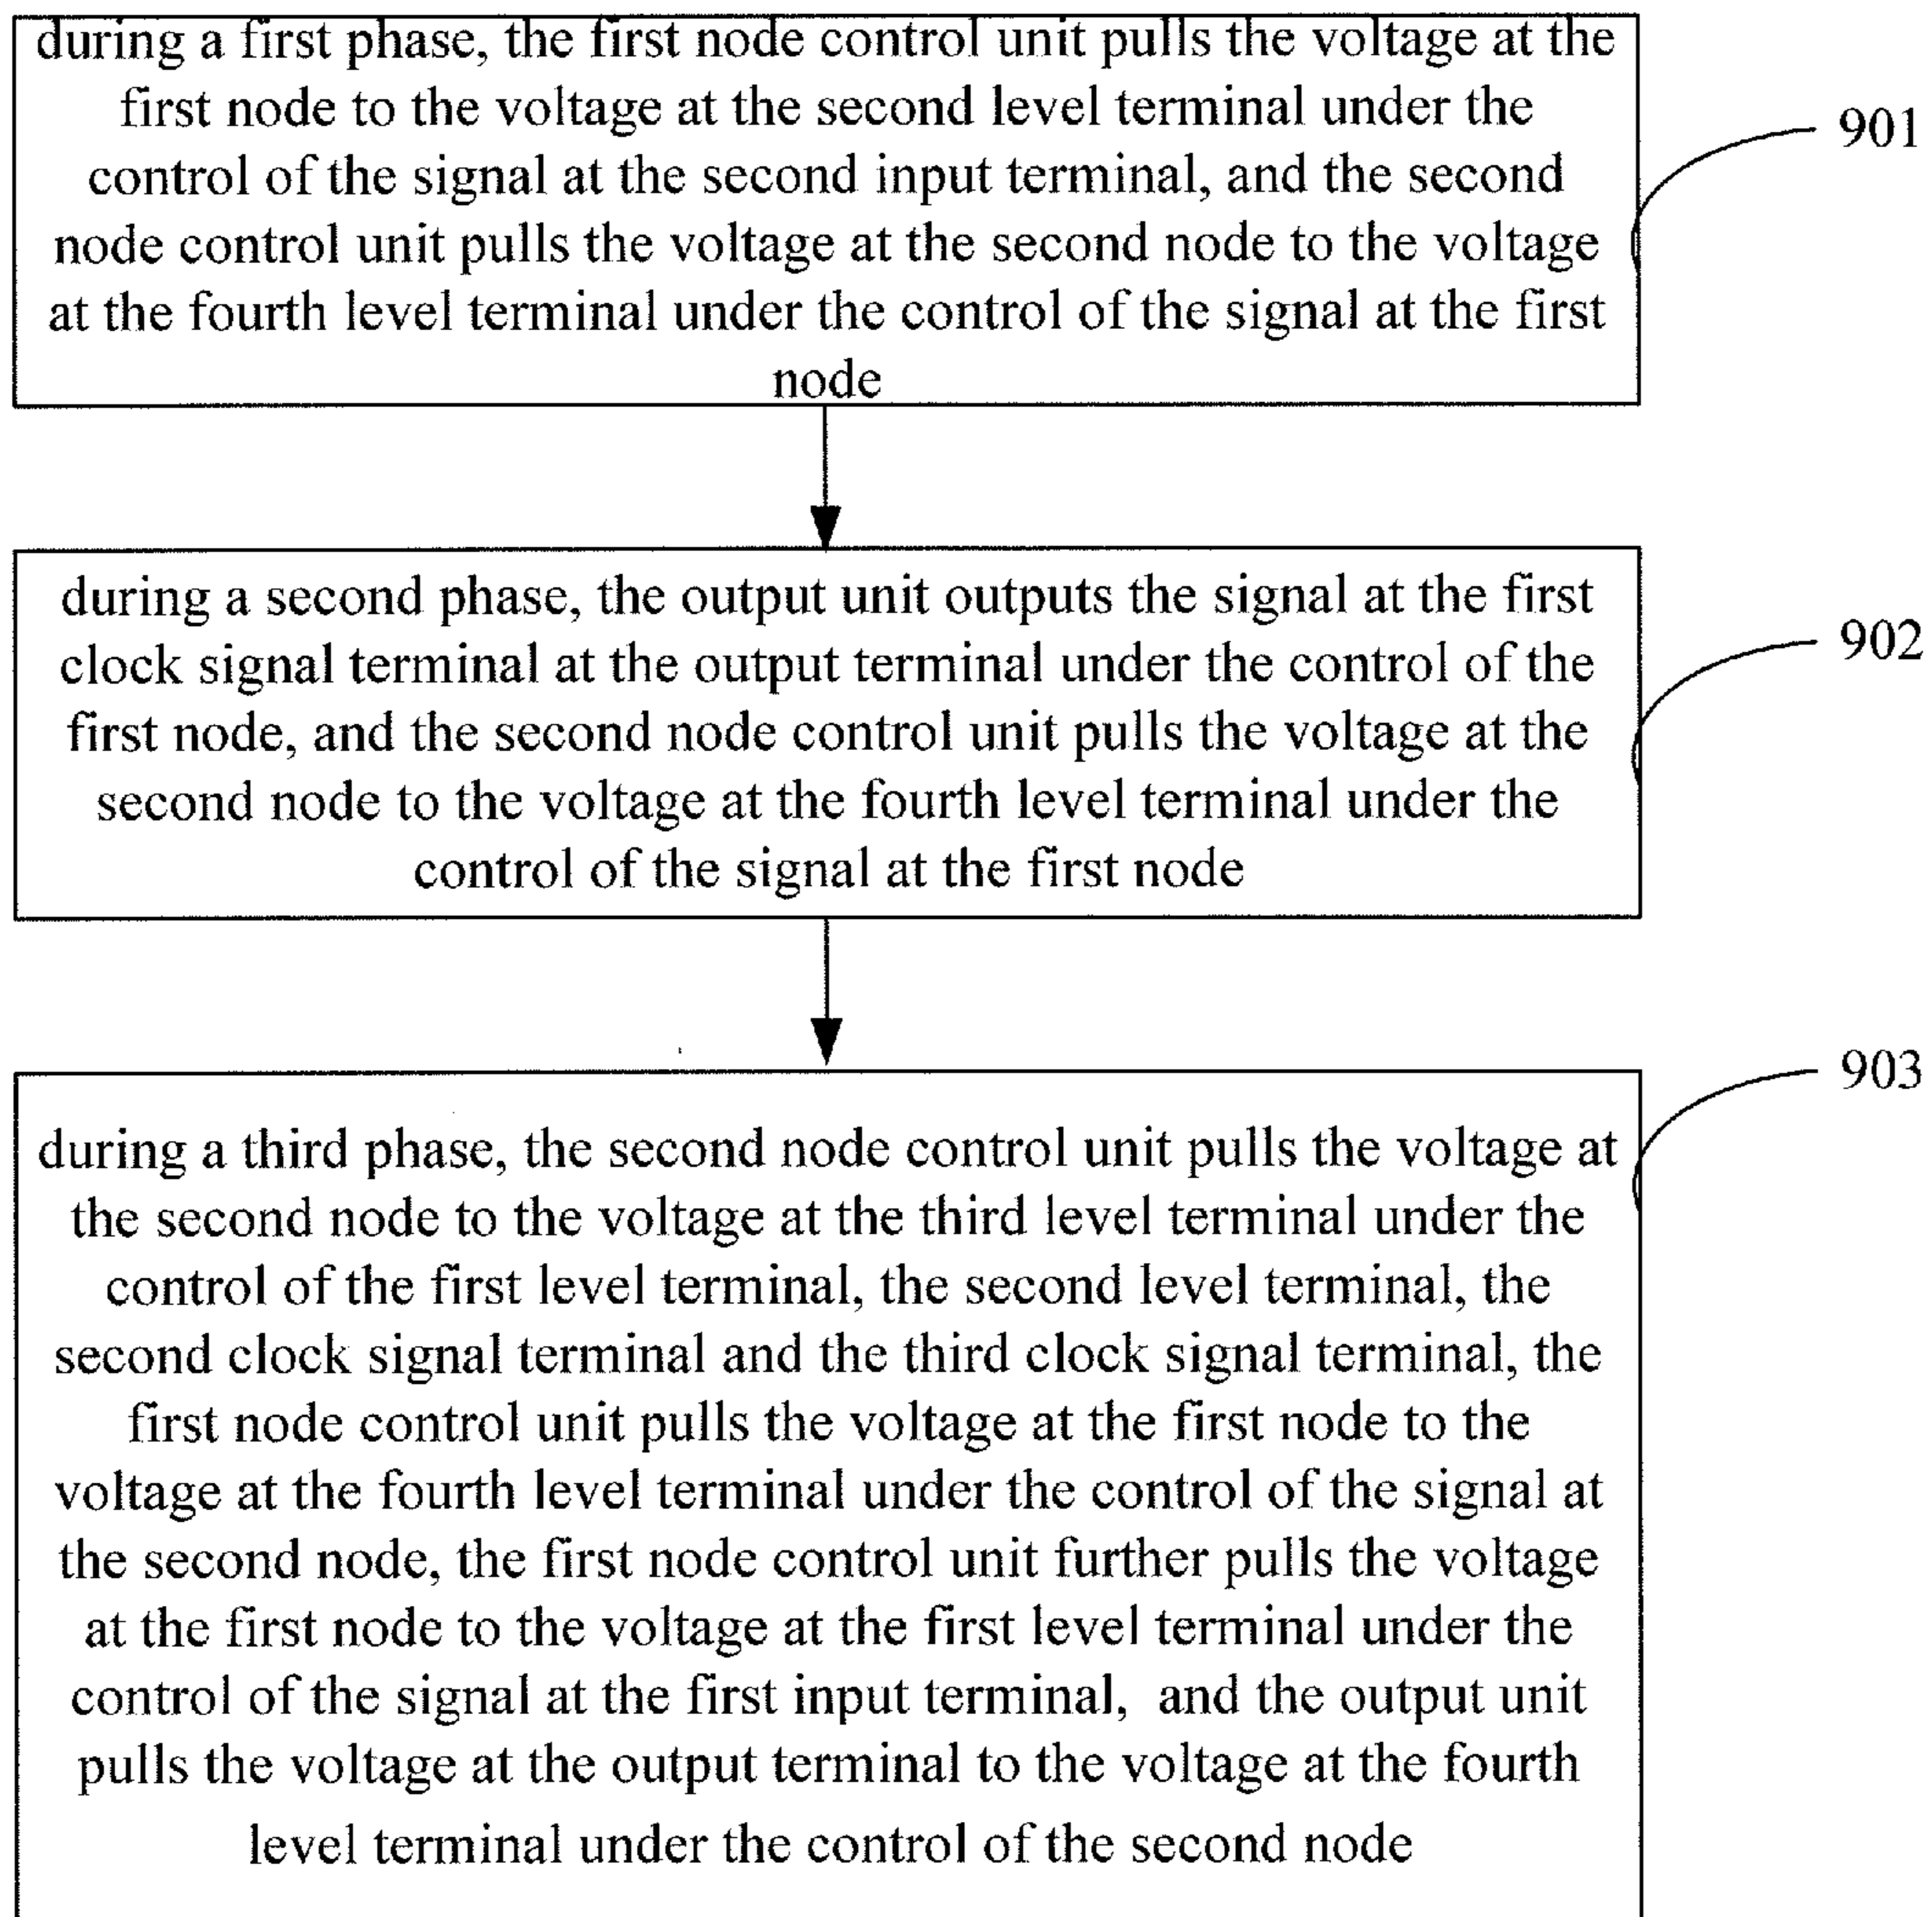 during a first phase, the first node control unit pulls the voltage at the
first node to the voltage at the second level terminal under the
control of the signal at the second input terminal, and the second
node control unit pulls the voltage at the second node to the voltage
at the fourth level terminal under the control of the signal at the first
node
901
during a second phase, the output unit outputs the signal at the first
clock signal terminal at the output terminal under the control of the
first node, and the second node control unit pulls the voltage at the
second node to the voltage at the fourth level terminal under the
control of the signal at the first node
902
during a third phase, the second node control unit pulls the voltage at
the second node to the voltage at the third level terminal under the
control of the first level terminal, the second level terminal, the
second clock signal terminal and the third clock signal terminal, the
first node control unit pulls the voltage at the first node to the
voltage at the fourth level terminal under the control of the signal at
the second node, the first node control unit further pulls the voltage
at the first node to the voltage at the first level terminal under the
control of the signal at the first input terminal, and the output unit
pulls the voltage at the output terminal to the voltage at the fourth
level terminal under the control of the second node
903